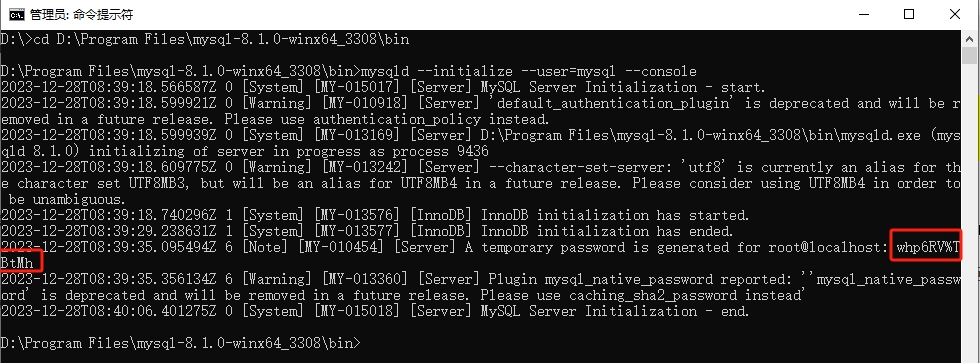 管理员: 命令提示符
D:\>cd D:\Program Files\mysql-8.1.0-winx64_3308\bin
D:\Program Files\mysql-8.1.0-winx64_3308\bin>mysqld --initialize --user=mysql --console
2023-12-28T08:39:18.566587Z 0 [System] [MY-015017] [Server] MySQL Server Initialization - start.
2023-12-28T08:39:18.599921Z 0 [Warning] [MY-010918] [Server] 'default_authentication_plugin' is deprecated and will be r
emoved in a future release. Please use authentication_policy instead.
2023-12-28T08:39:18.599939Z 0 [System] [MY-013169] [Server] D:\Program Files\mysql-8.1.0-winx64_3308\bin\mysqld.exe (mys
qld 8.1.0) initializing of server in progress as process 9436
2023-12-28T08:39:18.609775Z 0 [Warning] [MY-013242] [Server] --character-set-server: 'utf8' is currently an alias for th
e character set UTF8MB3, but will be an alias for UTF8MB4 in a future release. Please consider using UTF8MB4 in order to
 be unambiguous.
2023-12-28T08:39:18.740296Z 1 [System] [MY-013576] [InnoDB] InnoDB initialization has started.
2023-12-28T08:39:29.238631Z 1 [System] [MY-013577] [InnoDB] InnoDB initialization has ended.
2023-12-28T08:39:35.095494Z 6 [Note] [MY-010454] [Server] A temporary password is generated for root@localhost: whp6RV%T
BtMh
2023-12-28T08:39:35.356134Z 6 [Warning] [MY-013360] [Server] Plugin mysql_native_password reported: ''mysql_native_passw
ord' is deprecated and will be removed in a future release. Please use caching_sha2_password instead'
2023-12-28T08:40:06.401275Z 0 [System] [MY-015018] [Server] MySQL Server Initialization - end.
D:\Program Files\mysql-8.1.0-winx64_3308\bin>